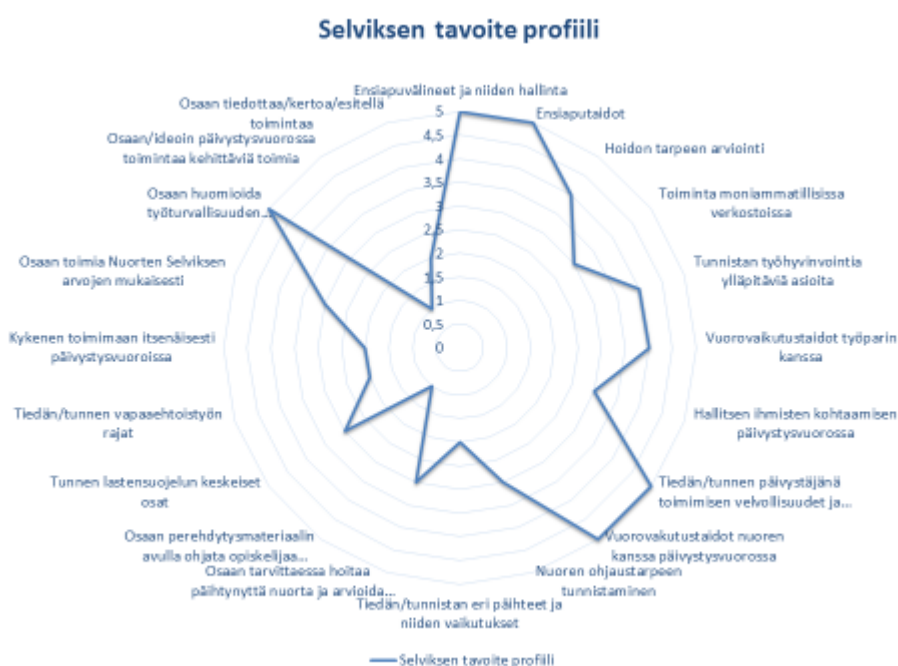 Selviksen tavoite profiili
Ensiapuvälineet ja niiden hallinta
Ensiaputaidot
Hoidon tarpeen arviointi
Toiminta moniammatillisissa
verkostoissa
Tunnistan työhyvinvointia
ylläpitäviä asioita
Vuorovaikutustaidot työparin
kanssa
Hallitsen ihmisten kohtaamisen
päivystysvuorossa
Tiedän/tunnen päivystäjänä
toimimisen velvollisuudet ja...
Vuorovakutustaidot nuoren
kanssa päivystysvuorossa
Nuoren ohjaustarpeen
tunnistaminen
Tiedän/tunnistan eri päihteet ja
niiden vaikutukset
Osaan tarvittaessa hoitaa
päihtynyttä nuorta ja arvioida...
Osaan perehdytysmateriaalin
avulla ohjata opiskelijaa...
Tunnen lastensuojelun keskeiset
osat
Tiedän/tunnen vapaaehtoistyön
rajat
Kykenen toimimaan itsenäisesti
päivystysvuoroissa
Osaan toimia Nuorten Selviksen
arvojen mukaisesti
Osaan huomioida
työturvallisuuden...
Osaan/ideoin päivystysvuorossa
toimintaa kehittäviä toimia
Osaan tiedottaa/kertoa/esitellä
toimintaa
5
4,5
4
3,5
3
2,5
2
1,5
1
0,5
0
Selviksen tavoite profiili